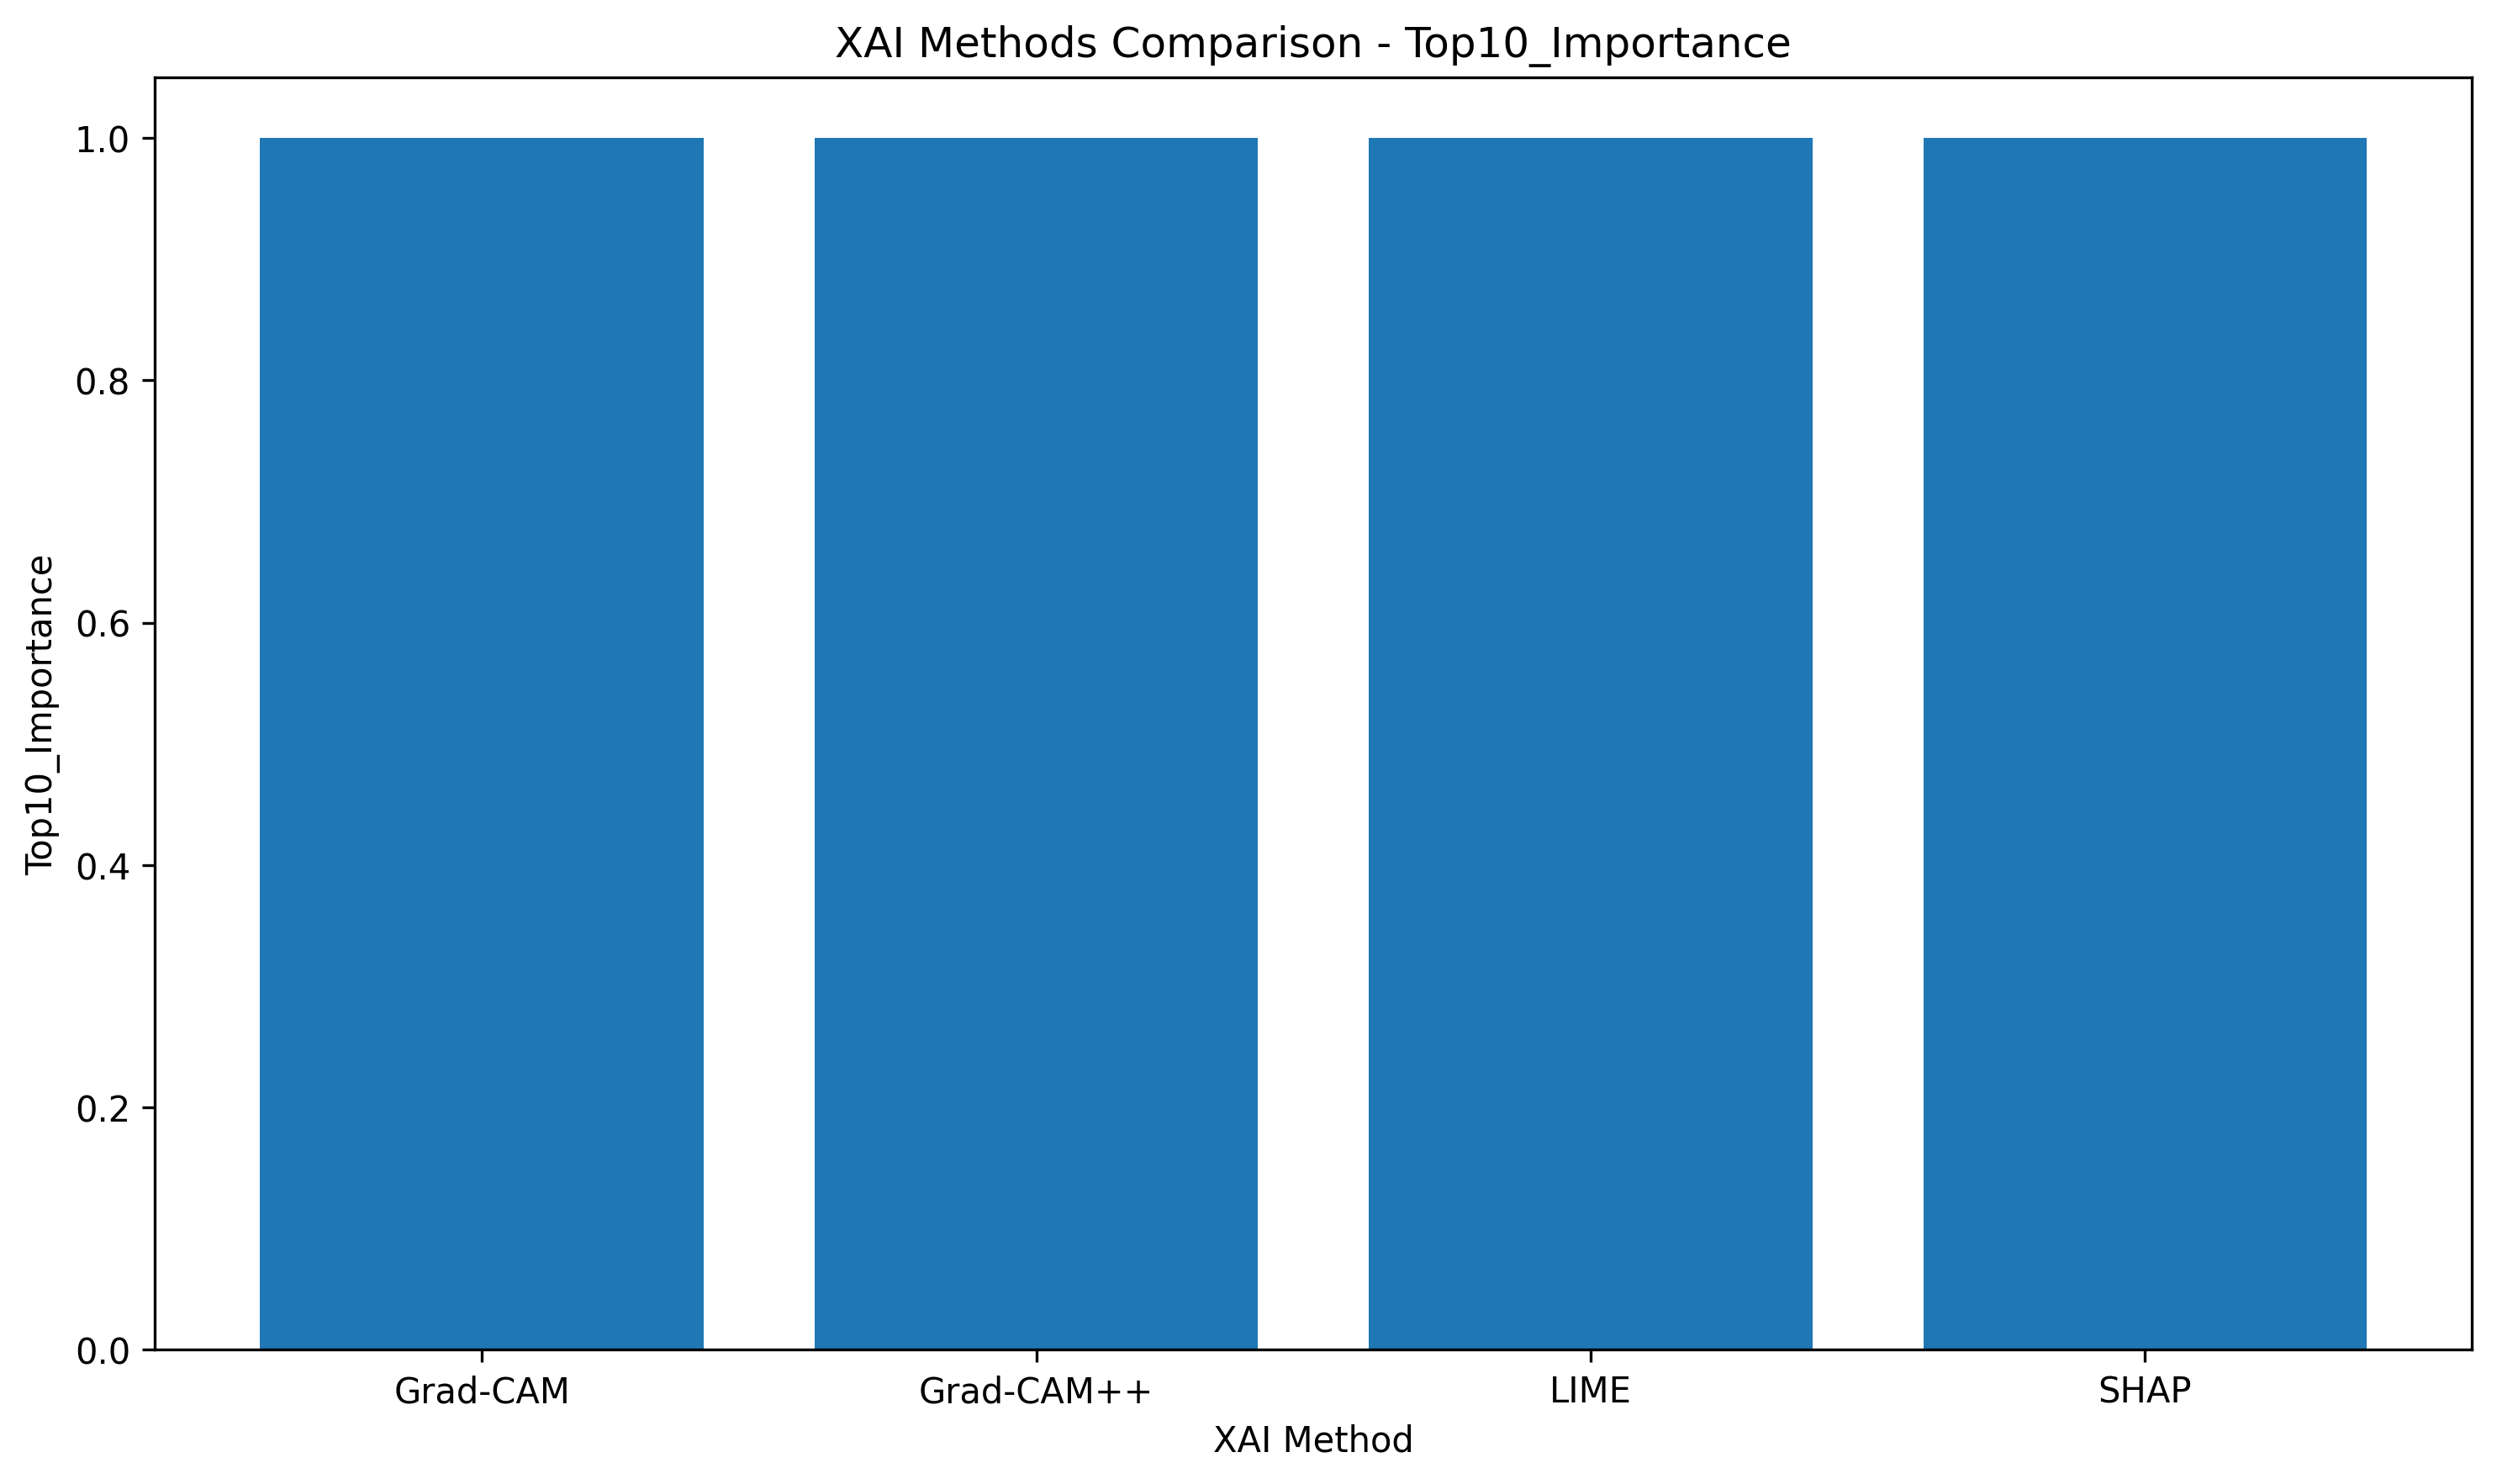 XAI Methods Comparison - Top10_Importance
Top10_Importance
1.0
0.8
0.6
0.4
0.2
0.0
Grad-CAM Grad-CAM++ LIME SHAP
XAI Method